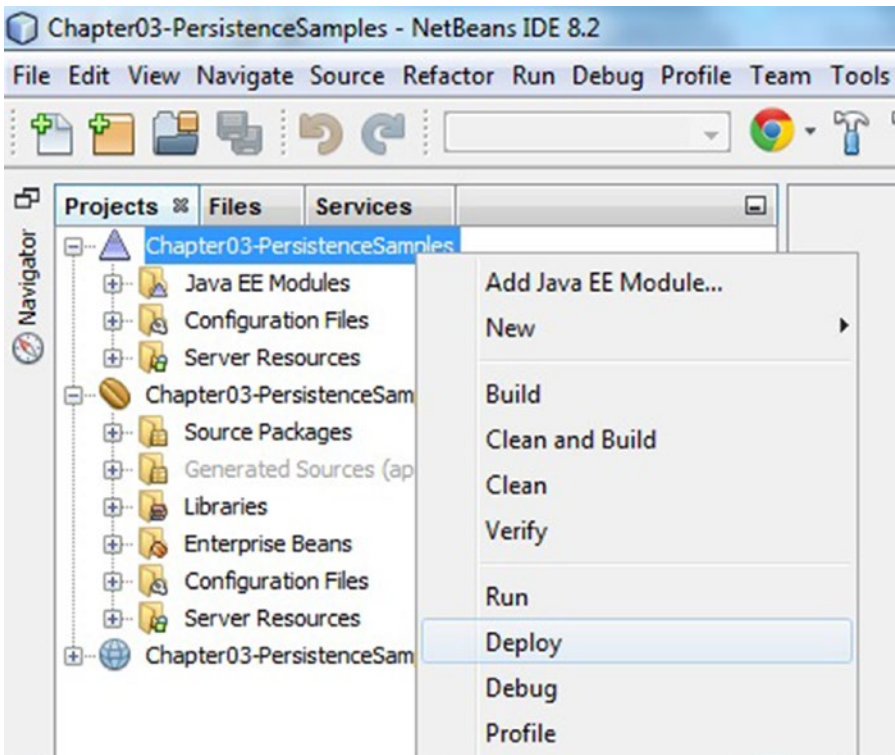 Chapter03-PersistenceSamples - NetBeans IDE 8.2
File Edit View Navigate Source Refactor Run Debug Profile Team Tools
Projects Files Services
Navigator
Chapter03-PersistenceSamples
Java EE Modules
Configuration Files
Server Resources
Chapter03-PersistenceSam
Source Packages
Generated Sources (ap
Libraries
Enterprise Beans
Configuration Files
Server Resources
Chapter03-PersistenceSam
Add Java EE Module...
New
Build
Clean and Build
Clean
Verify
Run
Deploy
Debug
Profile